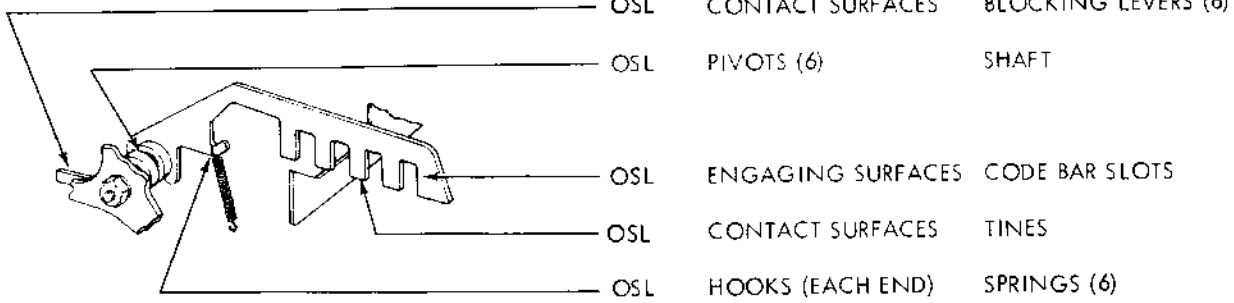 OSL CONTACT SURFACES BLOCKING LEVERS (6)
OSL PIVOTS (6) SHAFT
OSL ENGAGING SURFACES CODE BAR SLOTS
OSL CONTACT SURFACES TINES
OSL HOOKS (EACH END) SPRINGS (6)